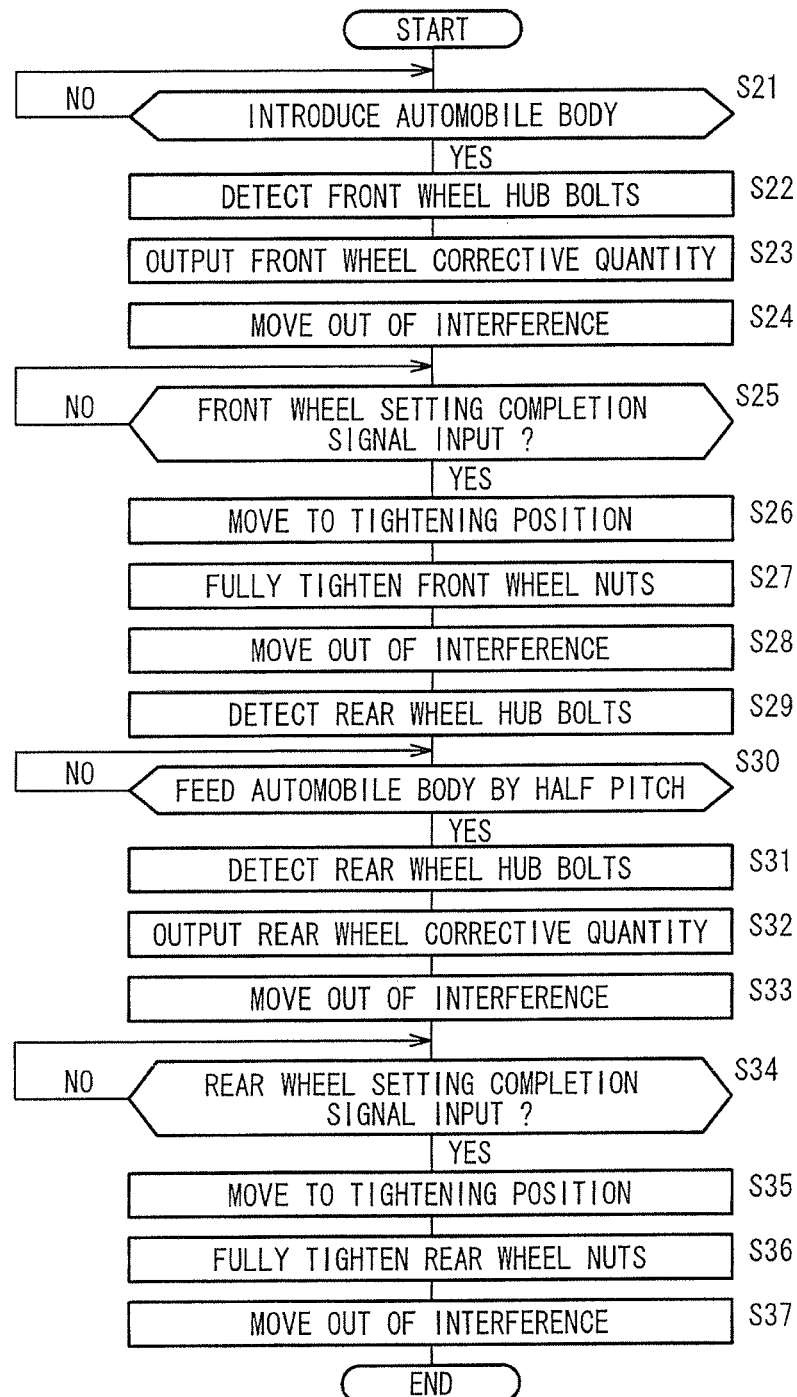 START
NO
INTRODUCE AUTOMOBILE BODY
S21
YES
DETECT FRONT WHEEL HUB BOLTS
S22
OUTPUT FRONT WHEEL CORRECTIVE QUANTITY
S23
MOVE OUT OF INTERFERENCE
S24
NO
FRONT WHEEL SETTING COMPLETION
SIGNAL INPUT ?
S25
YES
MOVE TO TIGHTENING POSITION
S26
FULLY TIGHTEN FRONT WHEEL NUTS
S27
MOVE OUT OF INTERFERENCE
S28
DETECT REAR WHEEL HUB BOLTS
S29
NO
FEED AUTOMOBILE BODY BY HALF PITCH
S30
YES
DETECT REAR WHEEL HUB BOLTS
S31
OUTPUT REAR WHEEL CORRECTIVE QUANTITY
S32
MOVE OUT OF INTERFERENCE
S33
NO
REAR WHEEL SETTING COMPLETION
SIGNAL INPUT ?
S34
YES
MOVE TO TIGHTENING POSITION
S35
FULLY TIGHTEN REAR WHEEL NUTS
S36
MOVE OUT OF INTERFERENCE
S37
END